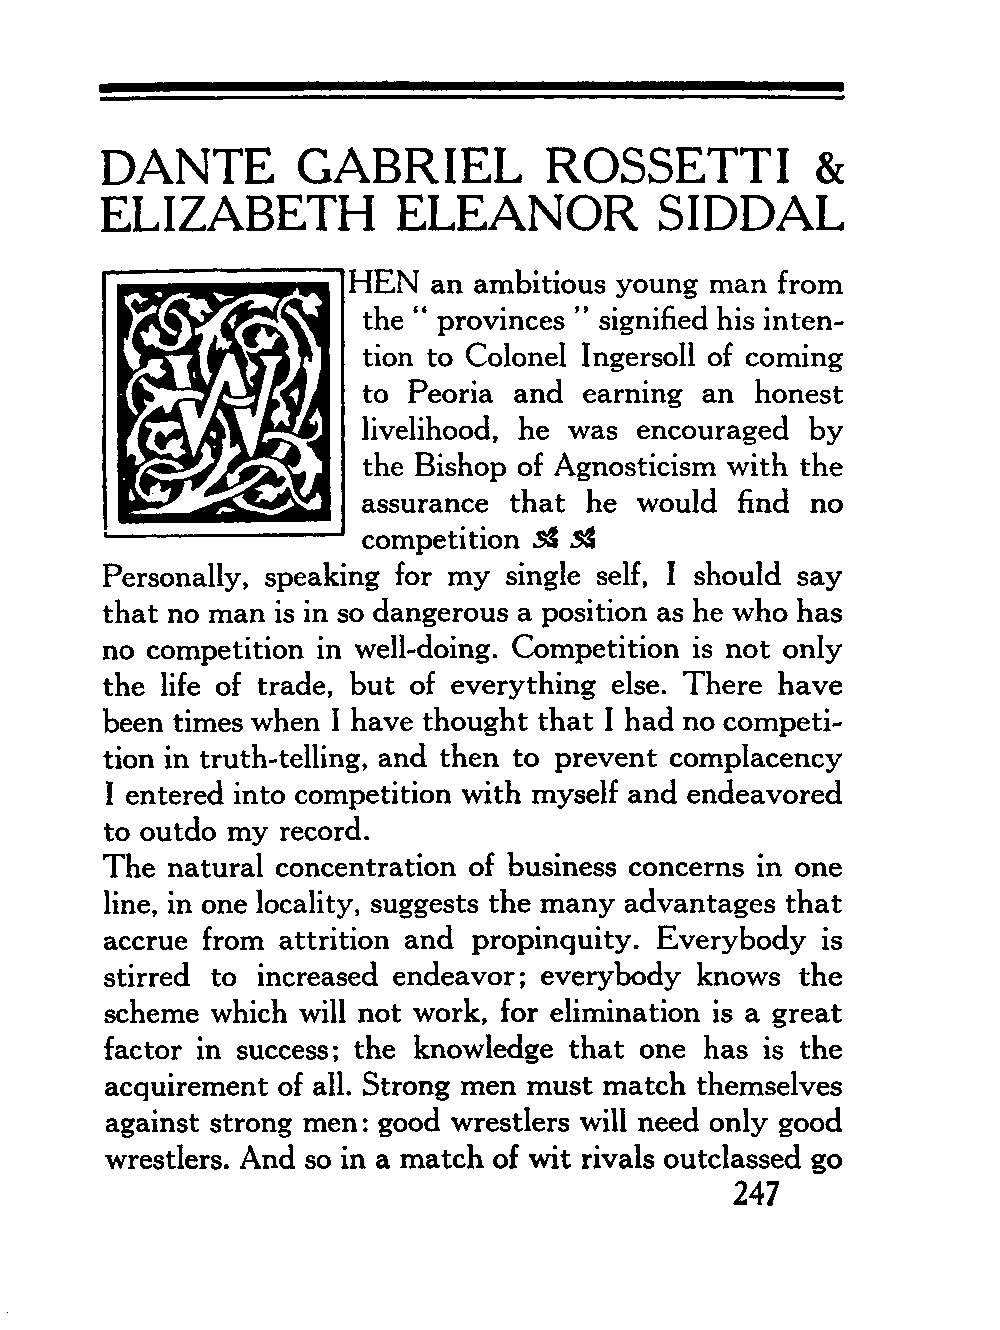 DANTE GABRIEL ROSSETTI &
ELIZABETH ELEANOR SIDDAL
WHEN an ambitious young man from
the “ provinces ” signified his inten-
tion to Colonel Ingersoll of coming
to Peoria and earning an honest
livelihood, he was encouraged by
the Bishop of Agnosticism with the
assurance that he would find no
competition
Personally, speaking for my single self, I should say
that no man is in so dangerous a position as he who has
no competition in well-doing. Competition is not only
the life of trade, but of everything else. There have
been times when I have thought that I had no competi-
tion in truth-telling, and then to prevent complacency
I entered into competition with myself and endeavored
to outdo my record.
The natural concentration of business concerns in one
line, in one locality, suggests the many advantages that
accrue from attrition and propinquity. Everybody is
stirred to increased endeavor; everybody knows the
scheme which will not work, for elimination is a great
factor in success; the knowledge that one has is the
acquirement of all. Strong men must match themselves
against strong men: good wrestlers will need only good
wrestlers. And so in a match of wit rivals outclassed go
247